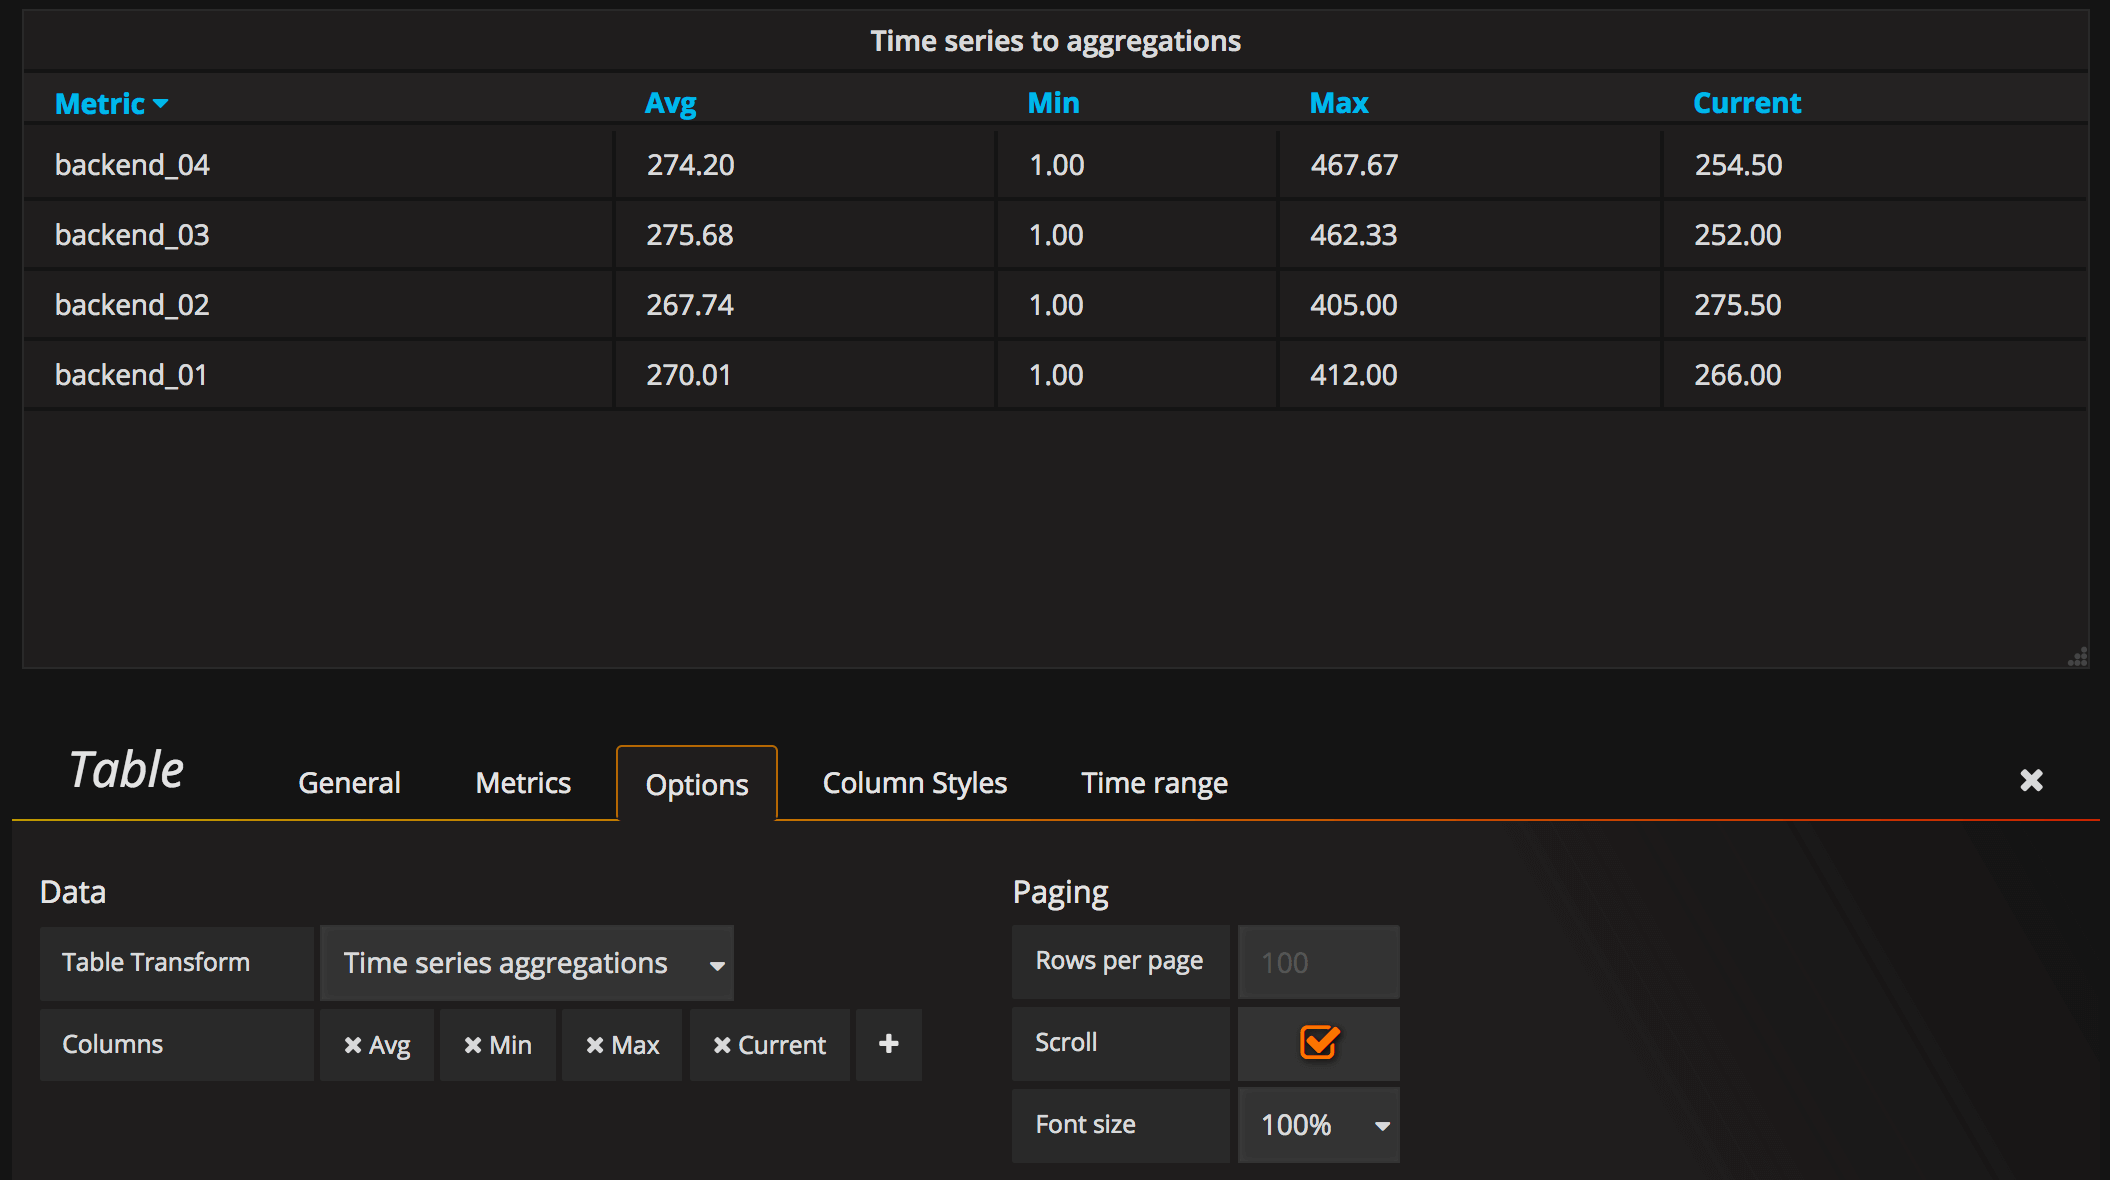 Time series to aggregations
Metric Avg Min Max Current
backend_04 274.20 1.00 467.67 254.50
backend_03 275.68 1.00 462.33 252.00
backend_02 267.74 1.00 405.00 275.50
backend_01 270.01 1.00 412.00 266.00
Table General Metrics Options Column Styles Time range
Data
Table Transform Time series aggregations
Columns Avg Min Max Current +
Paging
Rows per page 100
Scroll
Font size 100%